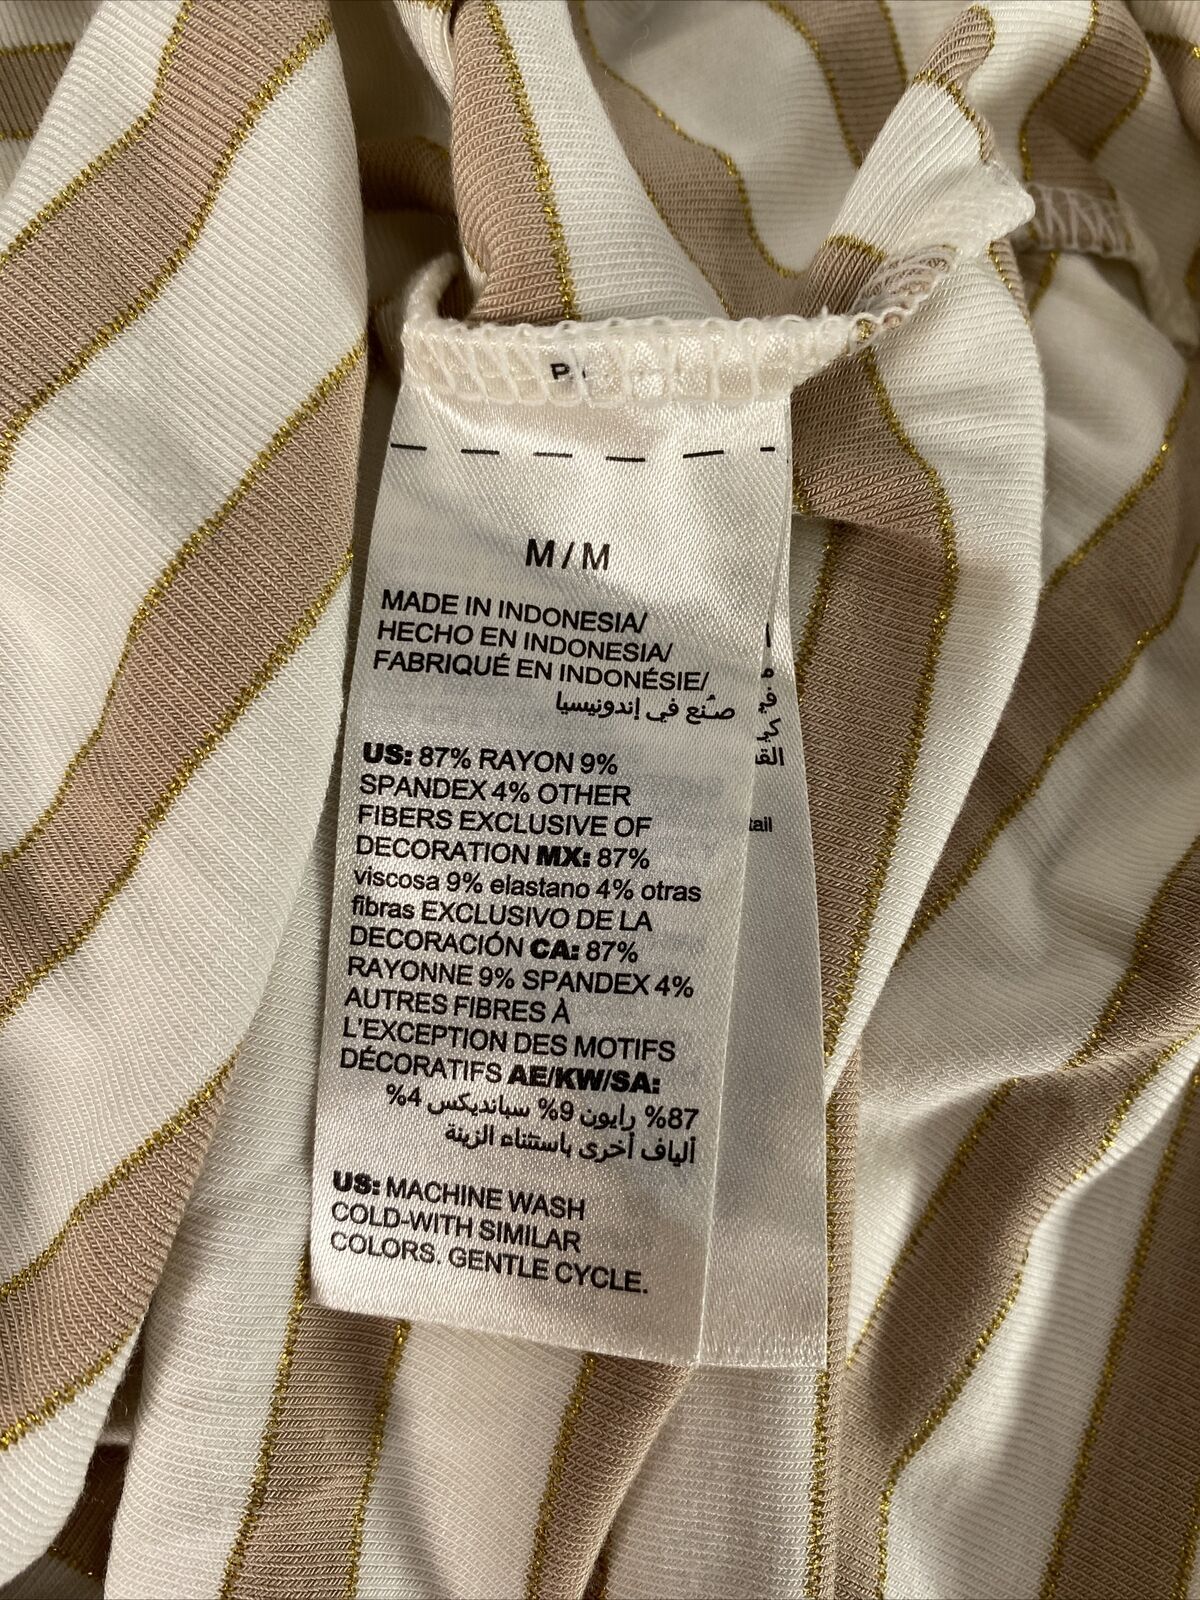 M/M
MADE IN INDONESIA/
HECHO EN INDONESIA/
FABRIQUÉ EN INDONÉSIE/
صُنع في إندونيسيا
US: 87% RAYON 9%
SPANDEX 4% OTHER
FIBERS EXCLUSIVE OF
DECORATION MX: 87%
viscosa 9% elastano 4% otras
fibras EXCLUSIVO DE LA
DECORACIÓN CA: 87%
RAYONNE 9% SPANDEX 4%
AUTRES FIBRES À
L'EXCEPTION DES MOTIFS
DÉCORATIFS AE/KW/SA:
87% رايون 9% سبانديكس 4%
ألياف أخرى باستثناء الزينة
US: MACHINE WASH
COLD-WITH SIMILAR
COLORS. GENTLE CYCLE.